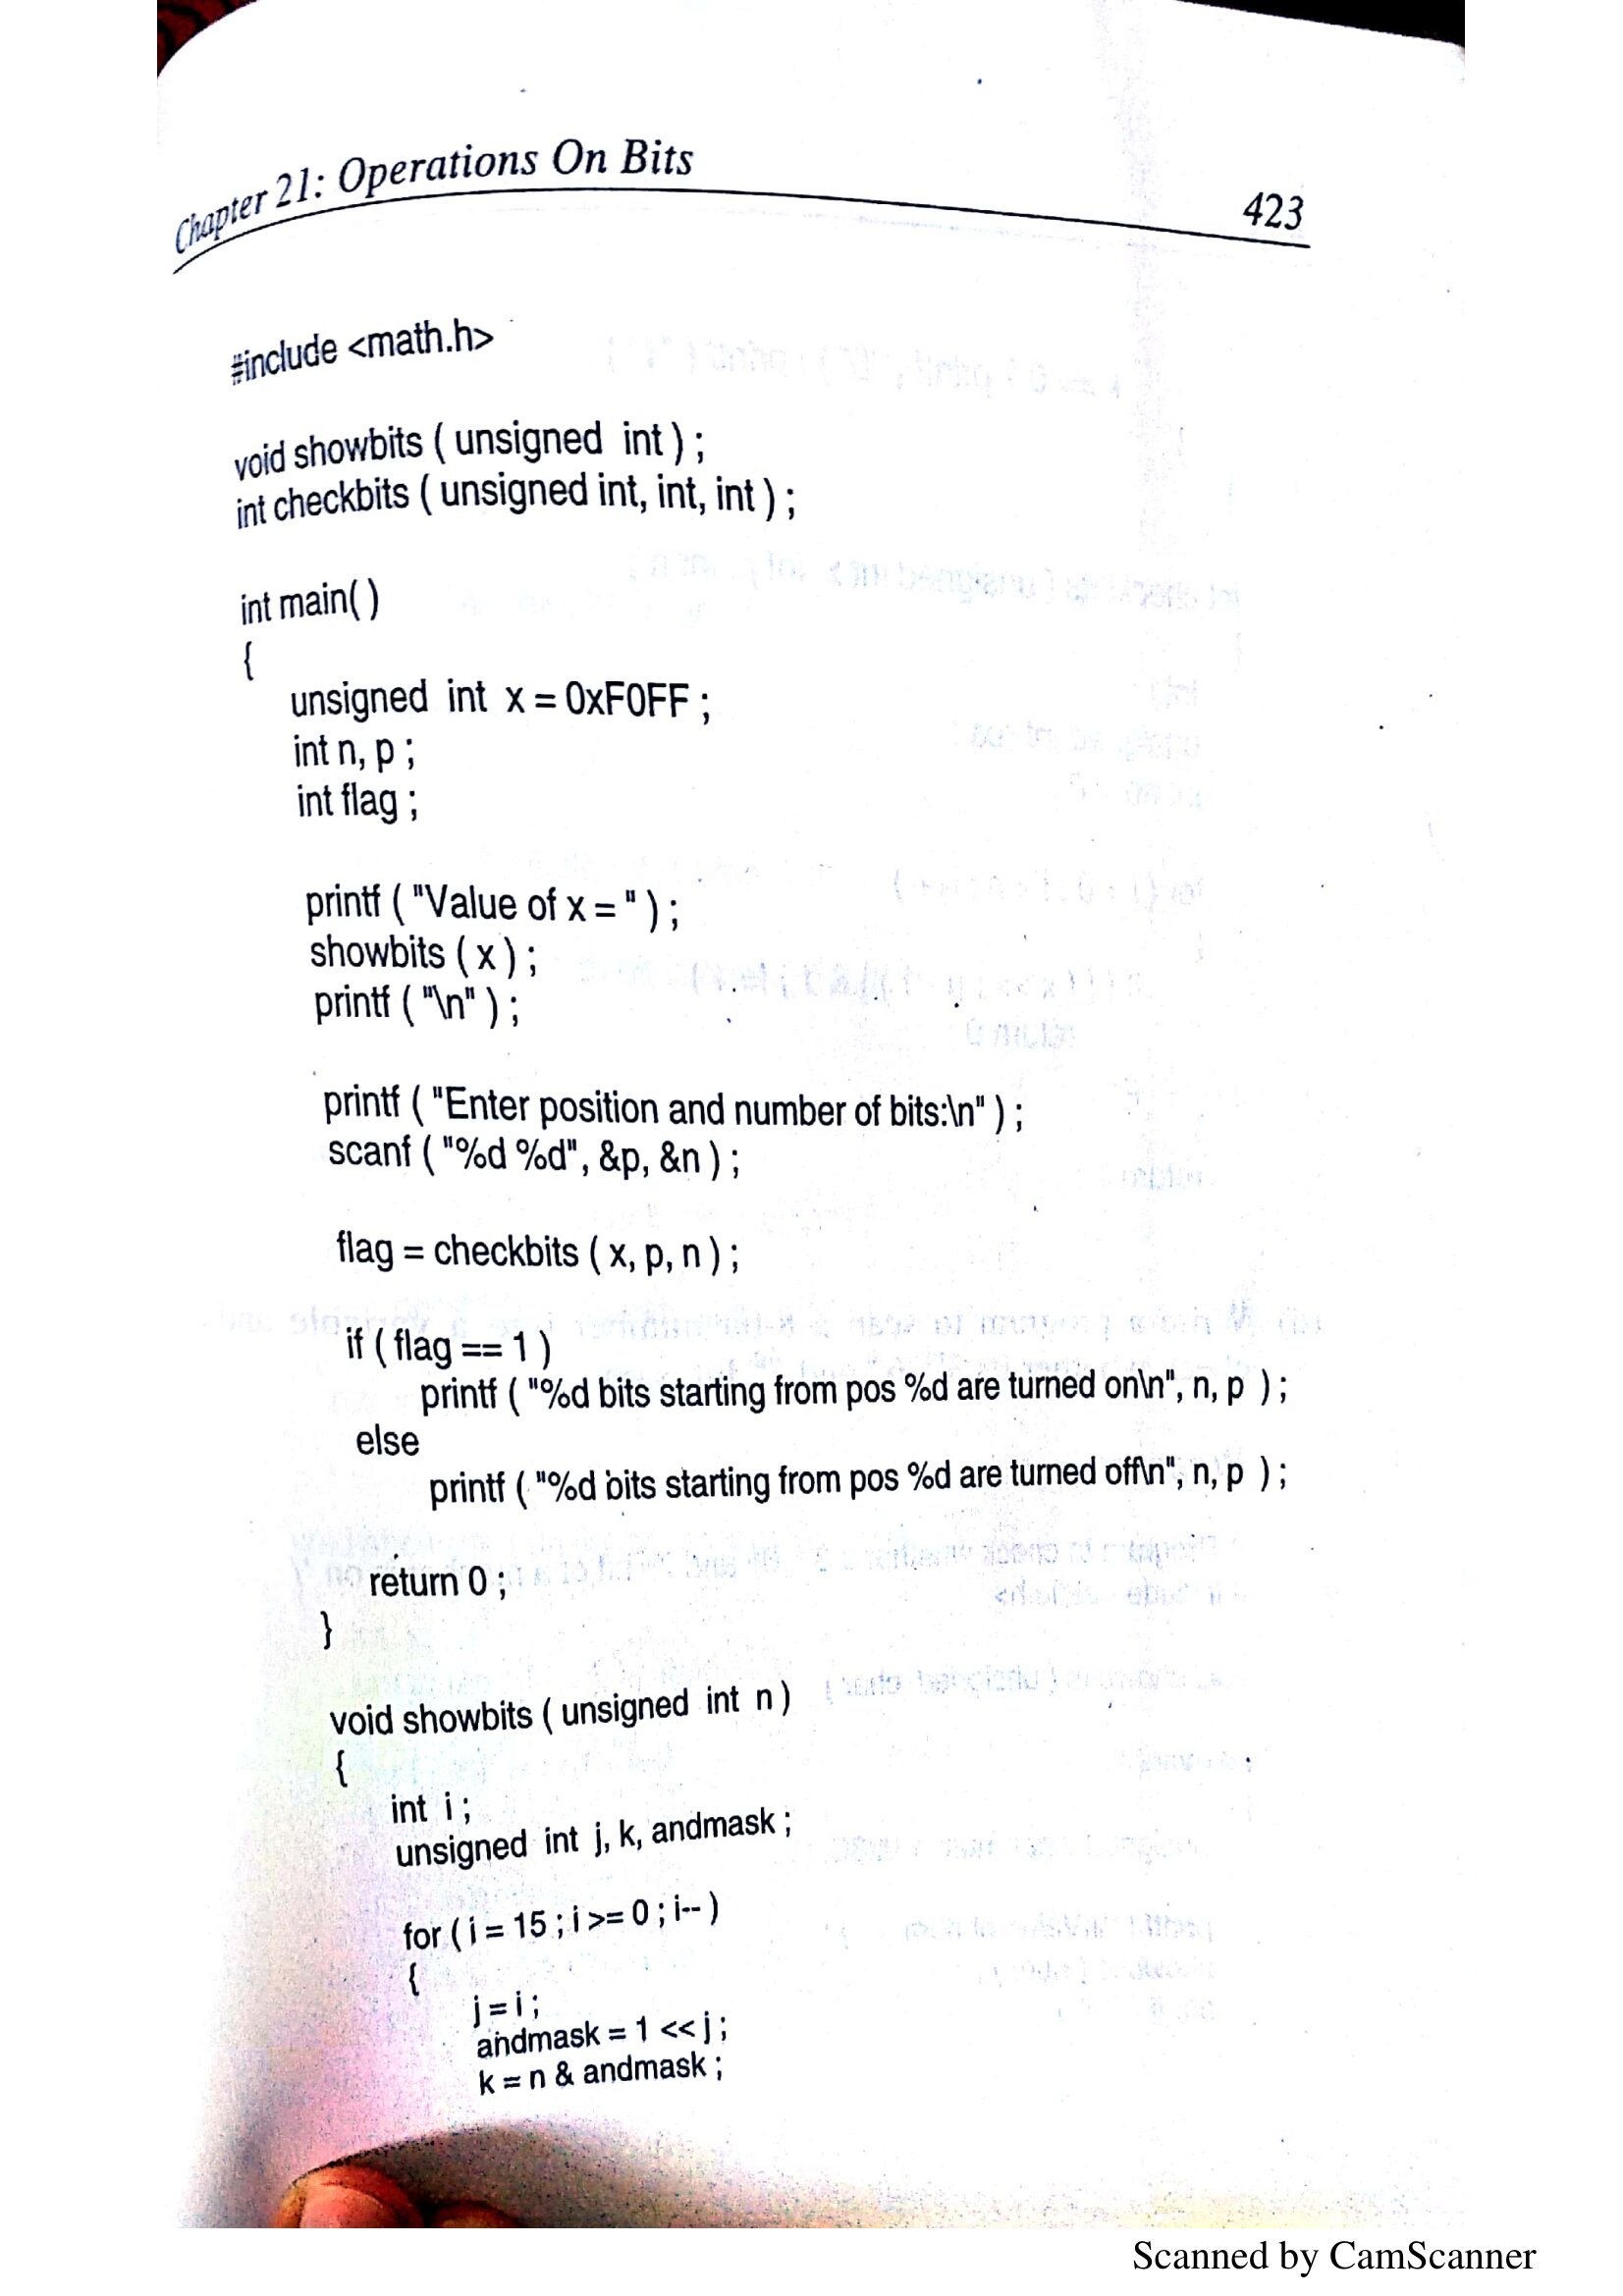 Chapter 21: Operations On Bits
423
#include <math.h>
void showbits ( unsigned int ) ;
int checkbits ( unsigned int, int, int ) ;
int main( )
{
unsigned int x = 0xF0FF ;
int n, p ;
int flag ;
printf ( "Value of x = " ) ;
showbits ( x ) ;
printf ( "\n" ) ;
printf ( "Enter position and number of bits:\n" ) ;
scanf ( "%d %d", &p, &n ) ;
flag = checkbits ( x, p, n ) ;
if ( flag == 1 )
printf ( "%d bits starting from pos %d are turned on\n", n, p ) ;
else
printf ( "%d bits starting from pos %d are turned off\n", n, p ) ;
return 0 ;
}
void showbits ( unsigned int n )
{
int i ;
unsigned int j, k, andmask ;
for ( i = 15 ; i >= 0 ; i-- )
{
j = i ;
andmask = 1 << j ;
k = n & andmask ;
Scanned by CamScanner